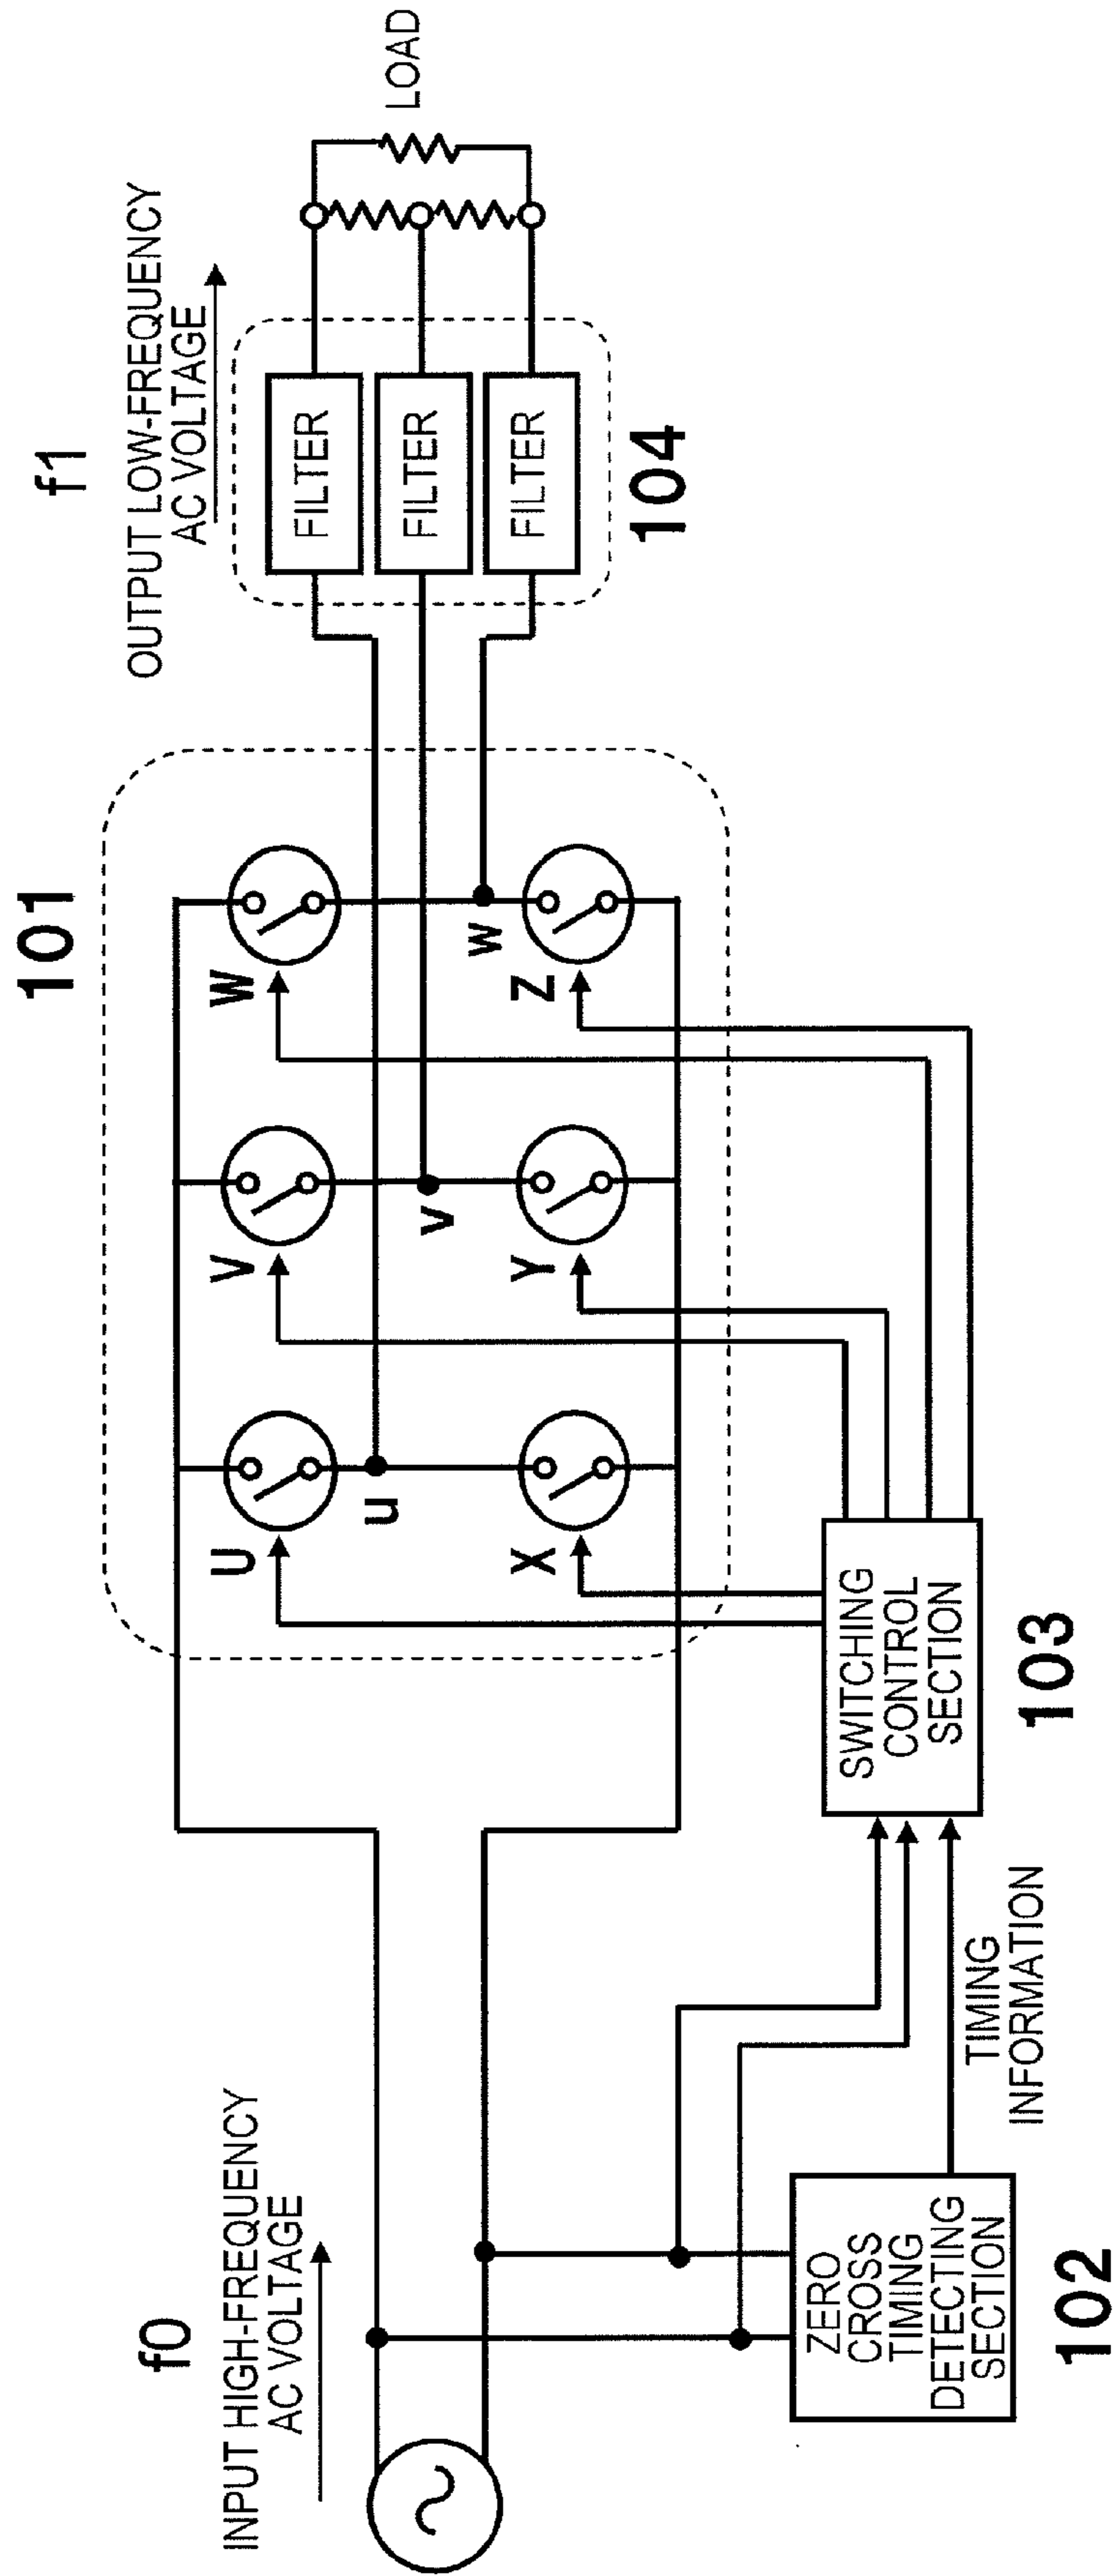 f0
INPUT HIGH-FREQUENCY
AC VOLTAGE
101
f1
OUTPUT LOW-FREQUENCY
AC VOLTAGE
U
V
W
u
v
w
X
Y
Z
FILTER
FILTER
FILTER
104
LOAD
ZERO
CROSS
TIMING
DETECTING
SECTION
102
TIMING
INFORMATION
SWITCHING
CONTROL
SECTION
103